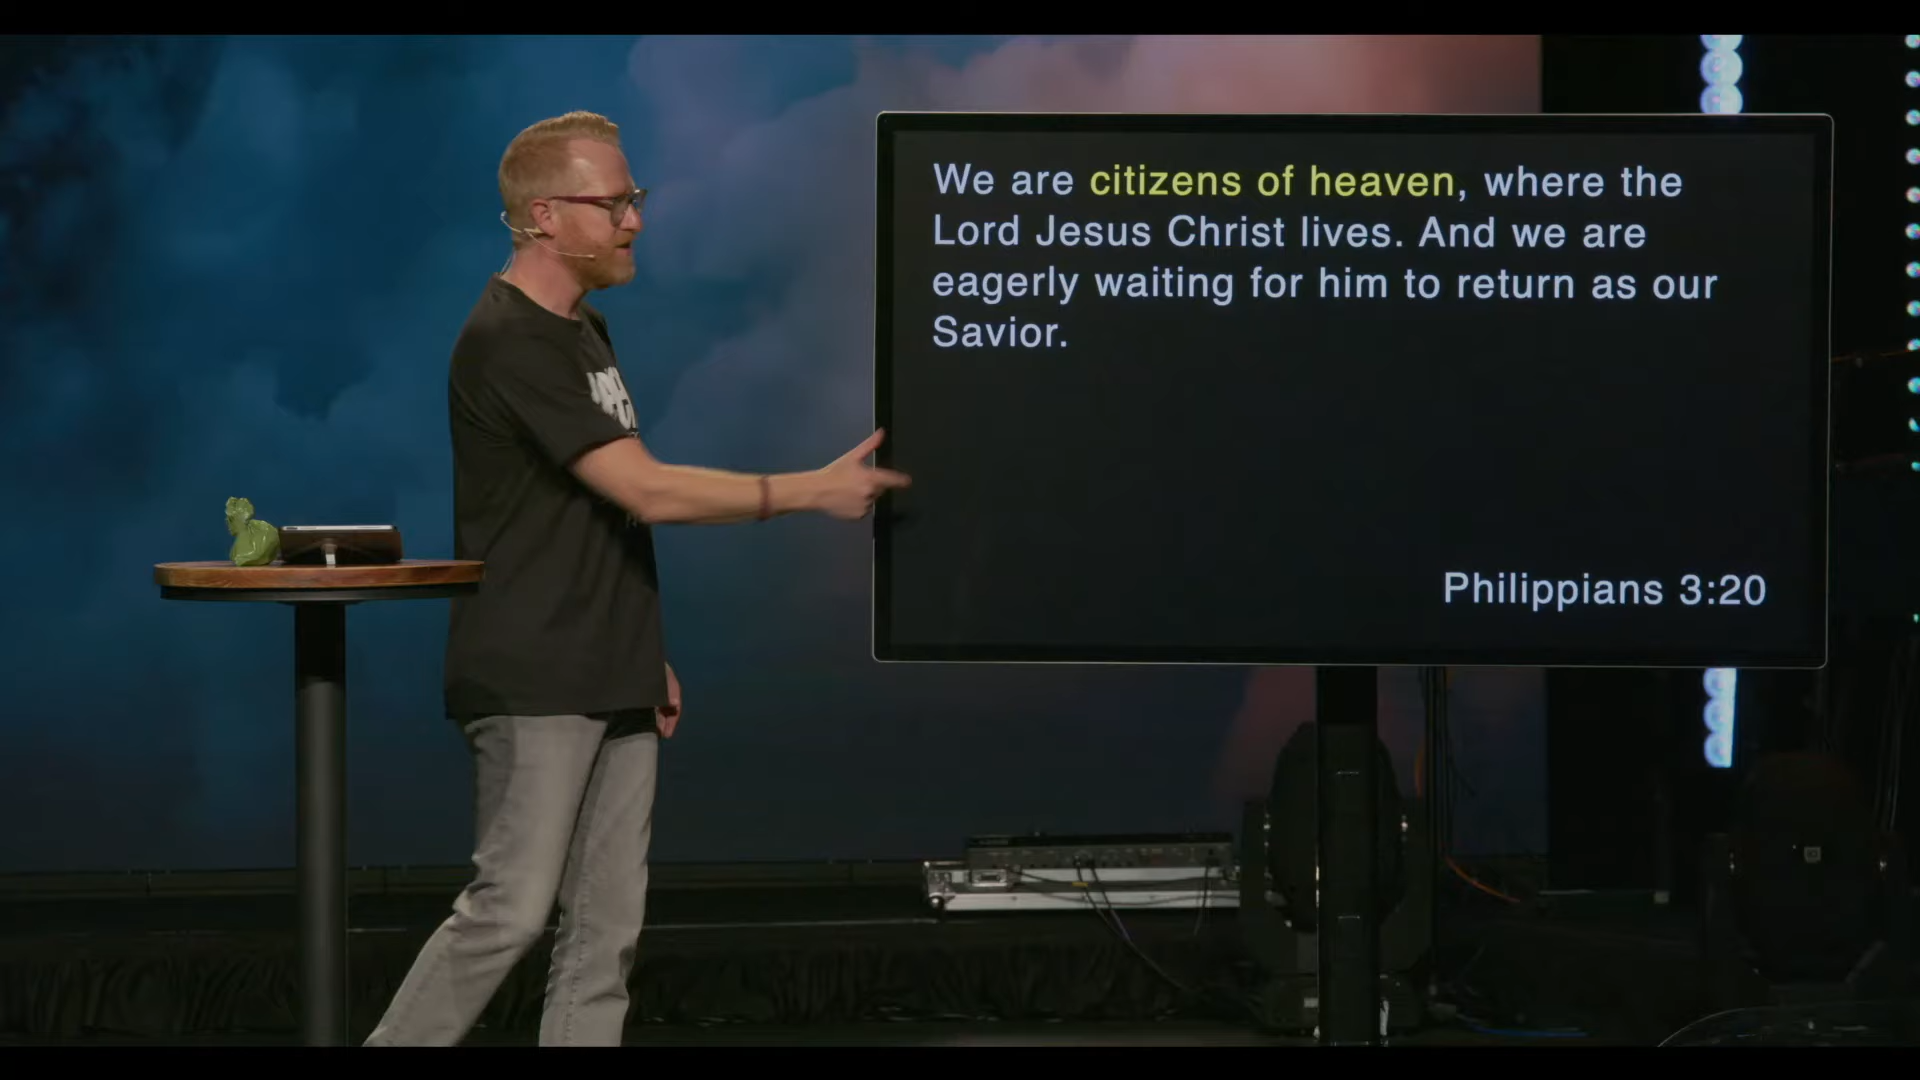 We are citizens of heaven, where the
Lord Jesus Christ lives. And we are
eagerly waiting for him to return as our
Savior.
Philippians 3:20